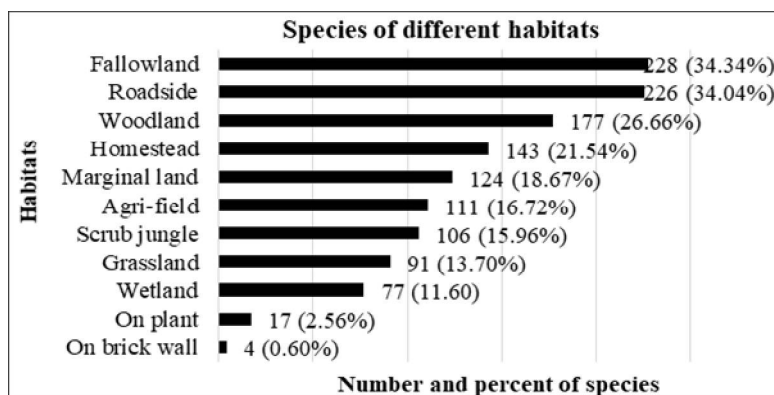 Species of different habitats
Habitats
Fallowland 228 (34.34%)
Roadside 226 (34.04%)
Woodland 177 (26.66%)
Homestead 143 (21.54%)
Marginal land 124 (18.67%)
Agri-field 111 (16.72%)
Scrub jungle 106 (15.96%)
Grassland 91 (13.70%)
Wetland 77 (11.60)
On plant 17 (2.56%)
On brick wall 4 (0.60%)
Number and percent of species